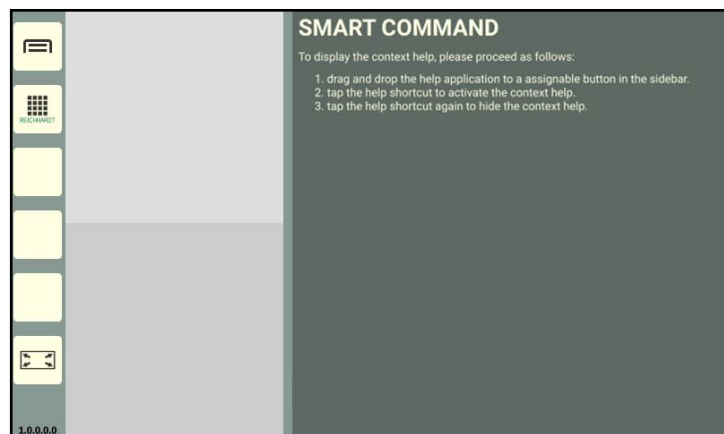 SMART COMMAND
To display the context help, please proceed as follows:
1. drag and drop the help application to a assignable button in the sidebar.
2. tap the help shortcut to activate the context help.
3. tap the help shortcut again to hide the context help.
REICHHARDT
1.0.0.0.0